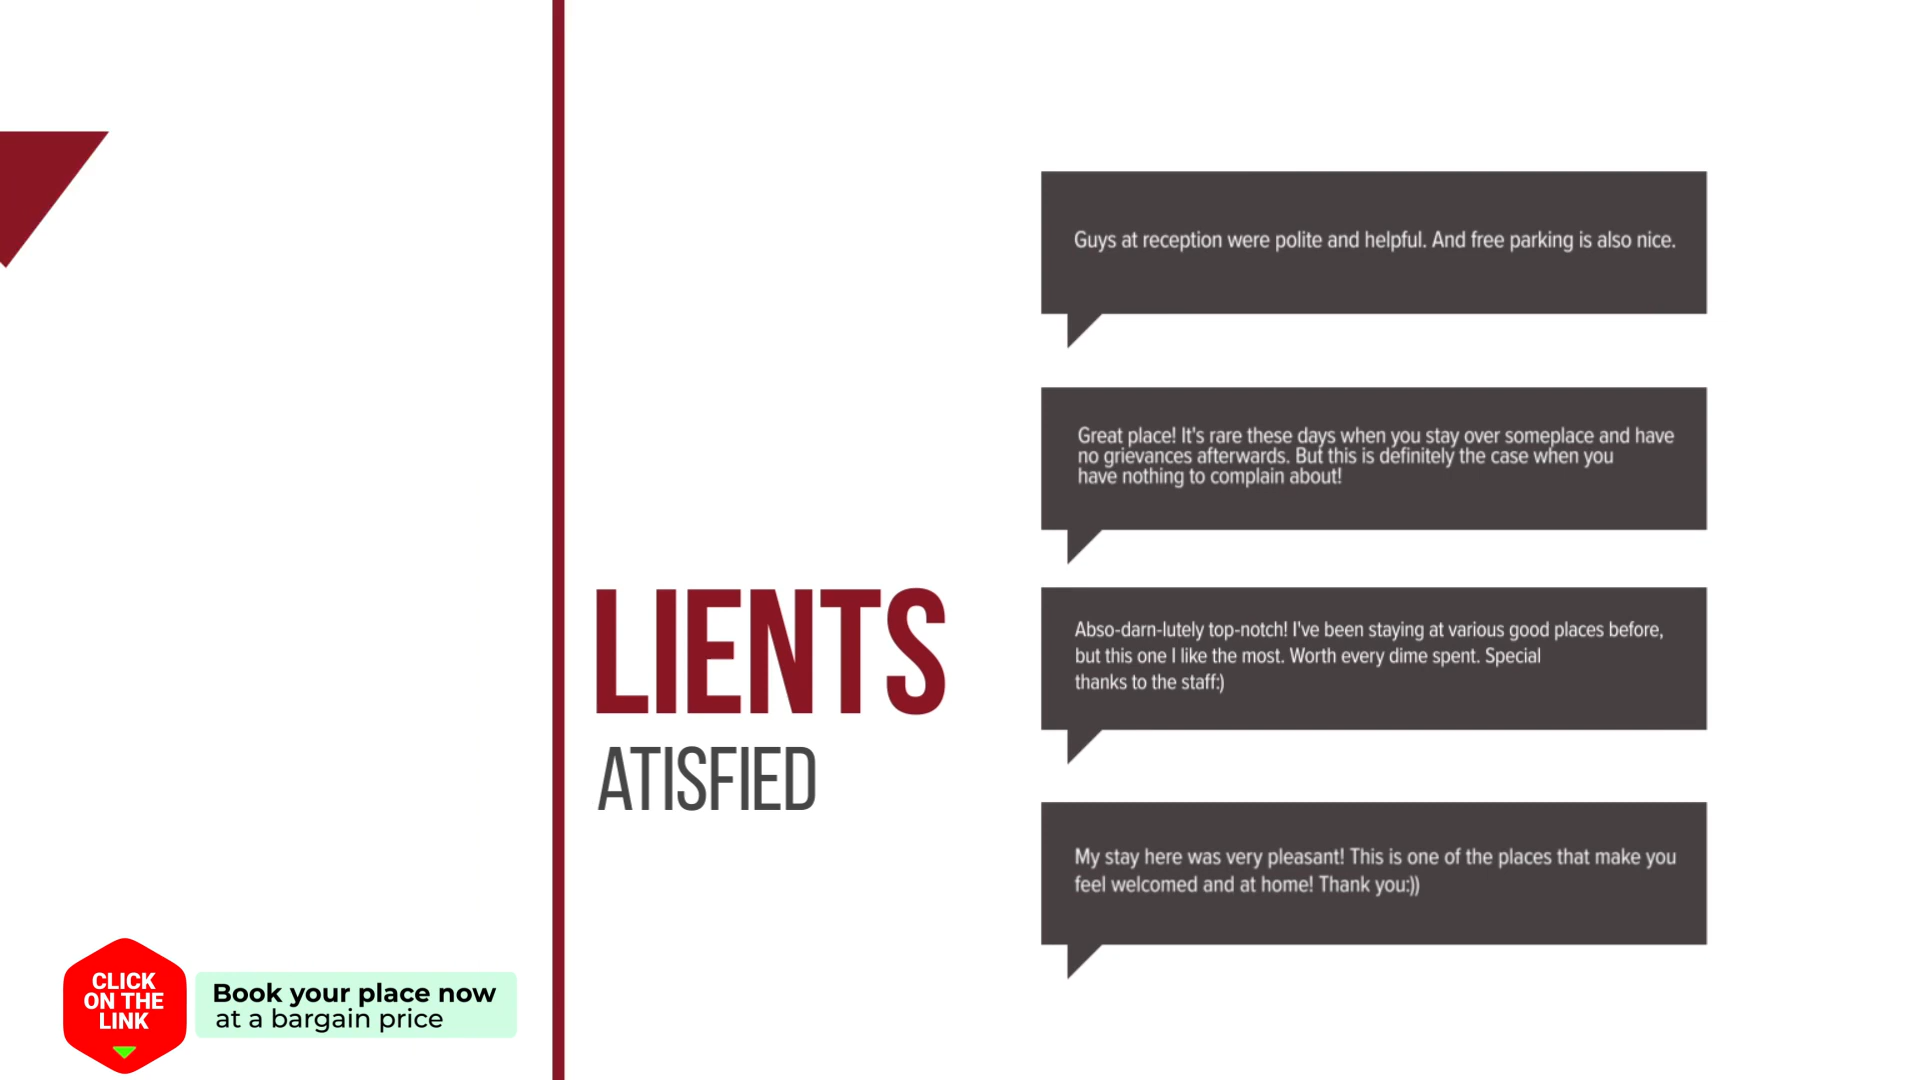 Guys at reception were polite and helpful. And free parking is also nice.
Great place! It's rare these days when you stay over someplace and have
no grievances afterwards. But this is definitely the case when you
have nothing to complain about!
LIENTS
ATISFIED
Abso-darn-lutely top-notch! I've been staying at various good places before,
but this one I like the most. Worth every dime spent. Special
thanks to the staff:)
My stay here was very pleasant! This is one of the places that make you
feel welcomed and at home! Thank you:))
CLICK
ON THE
LINK
Book your place now
at a bargain price